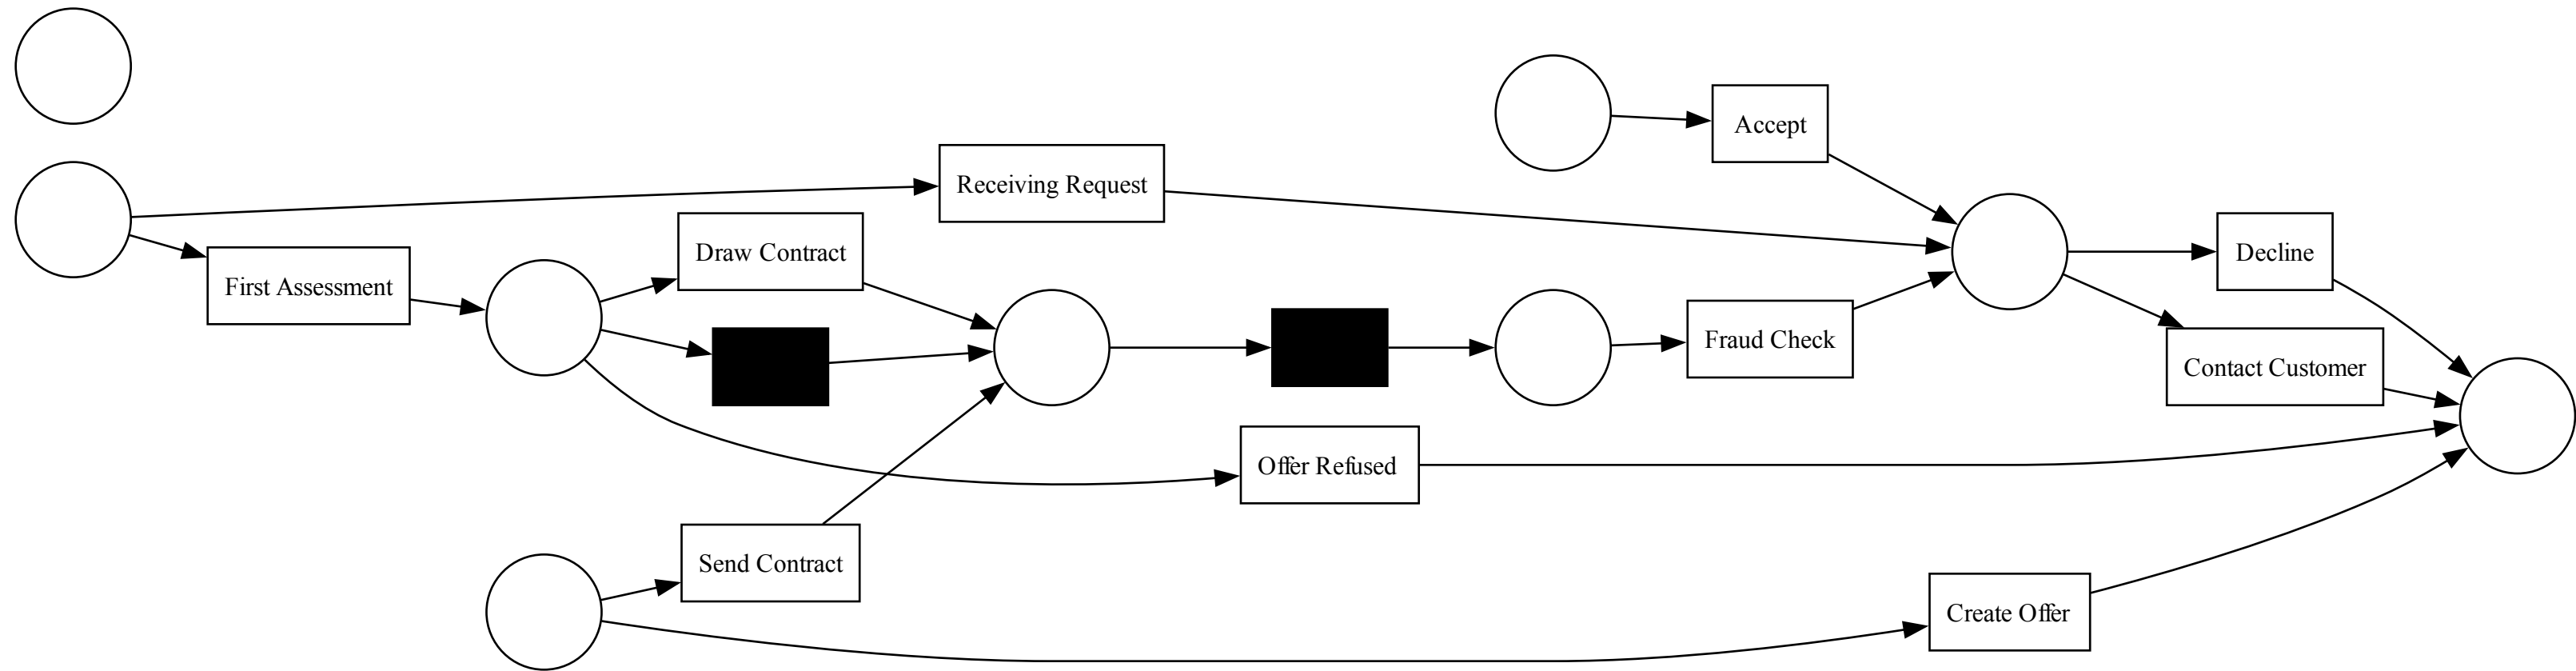 Accept
Receiving Request
Draw Contract
Decline
First Assessment
Fraud Check
Contact Customer
Offer Refused
Send Contract
Create Offer